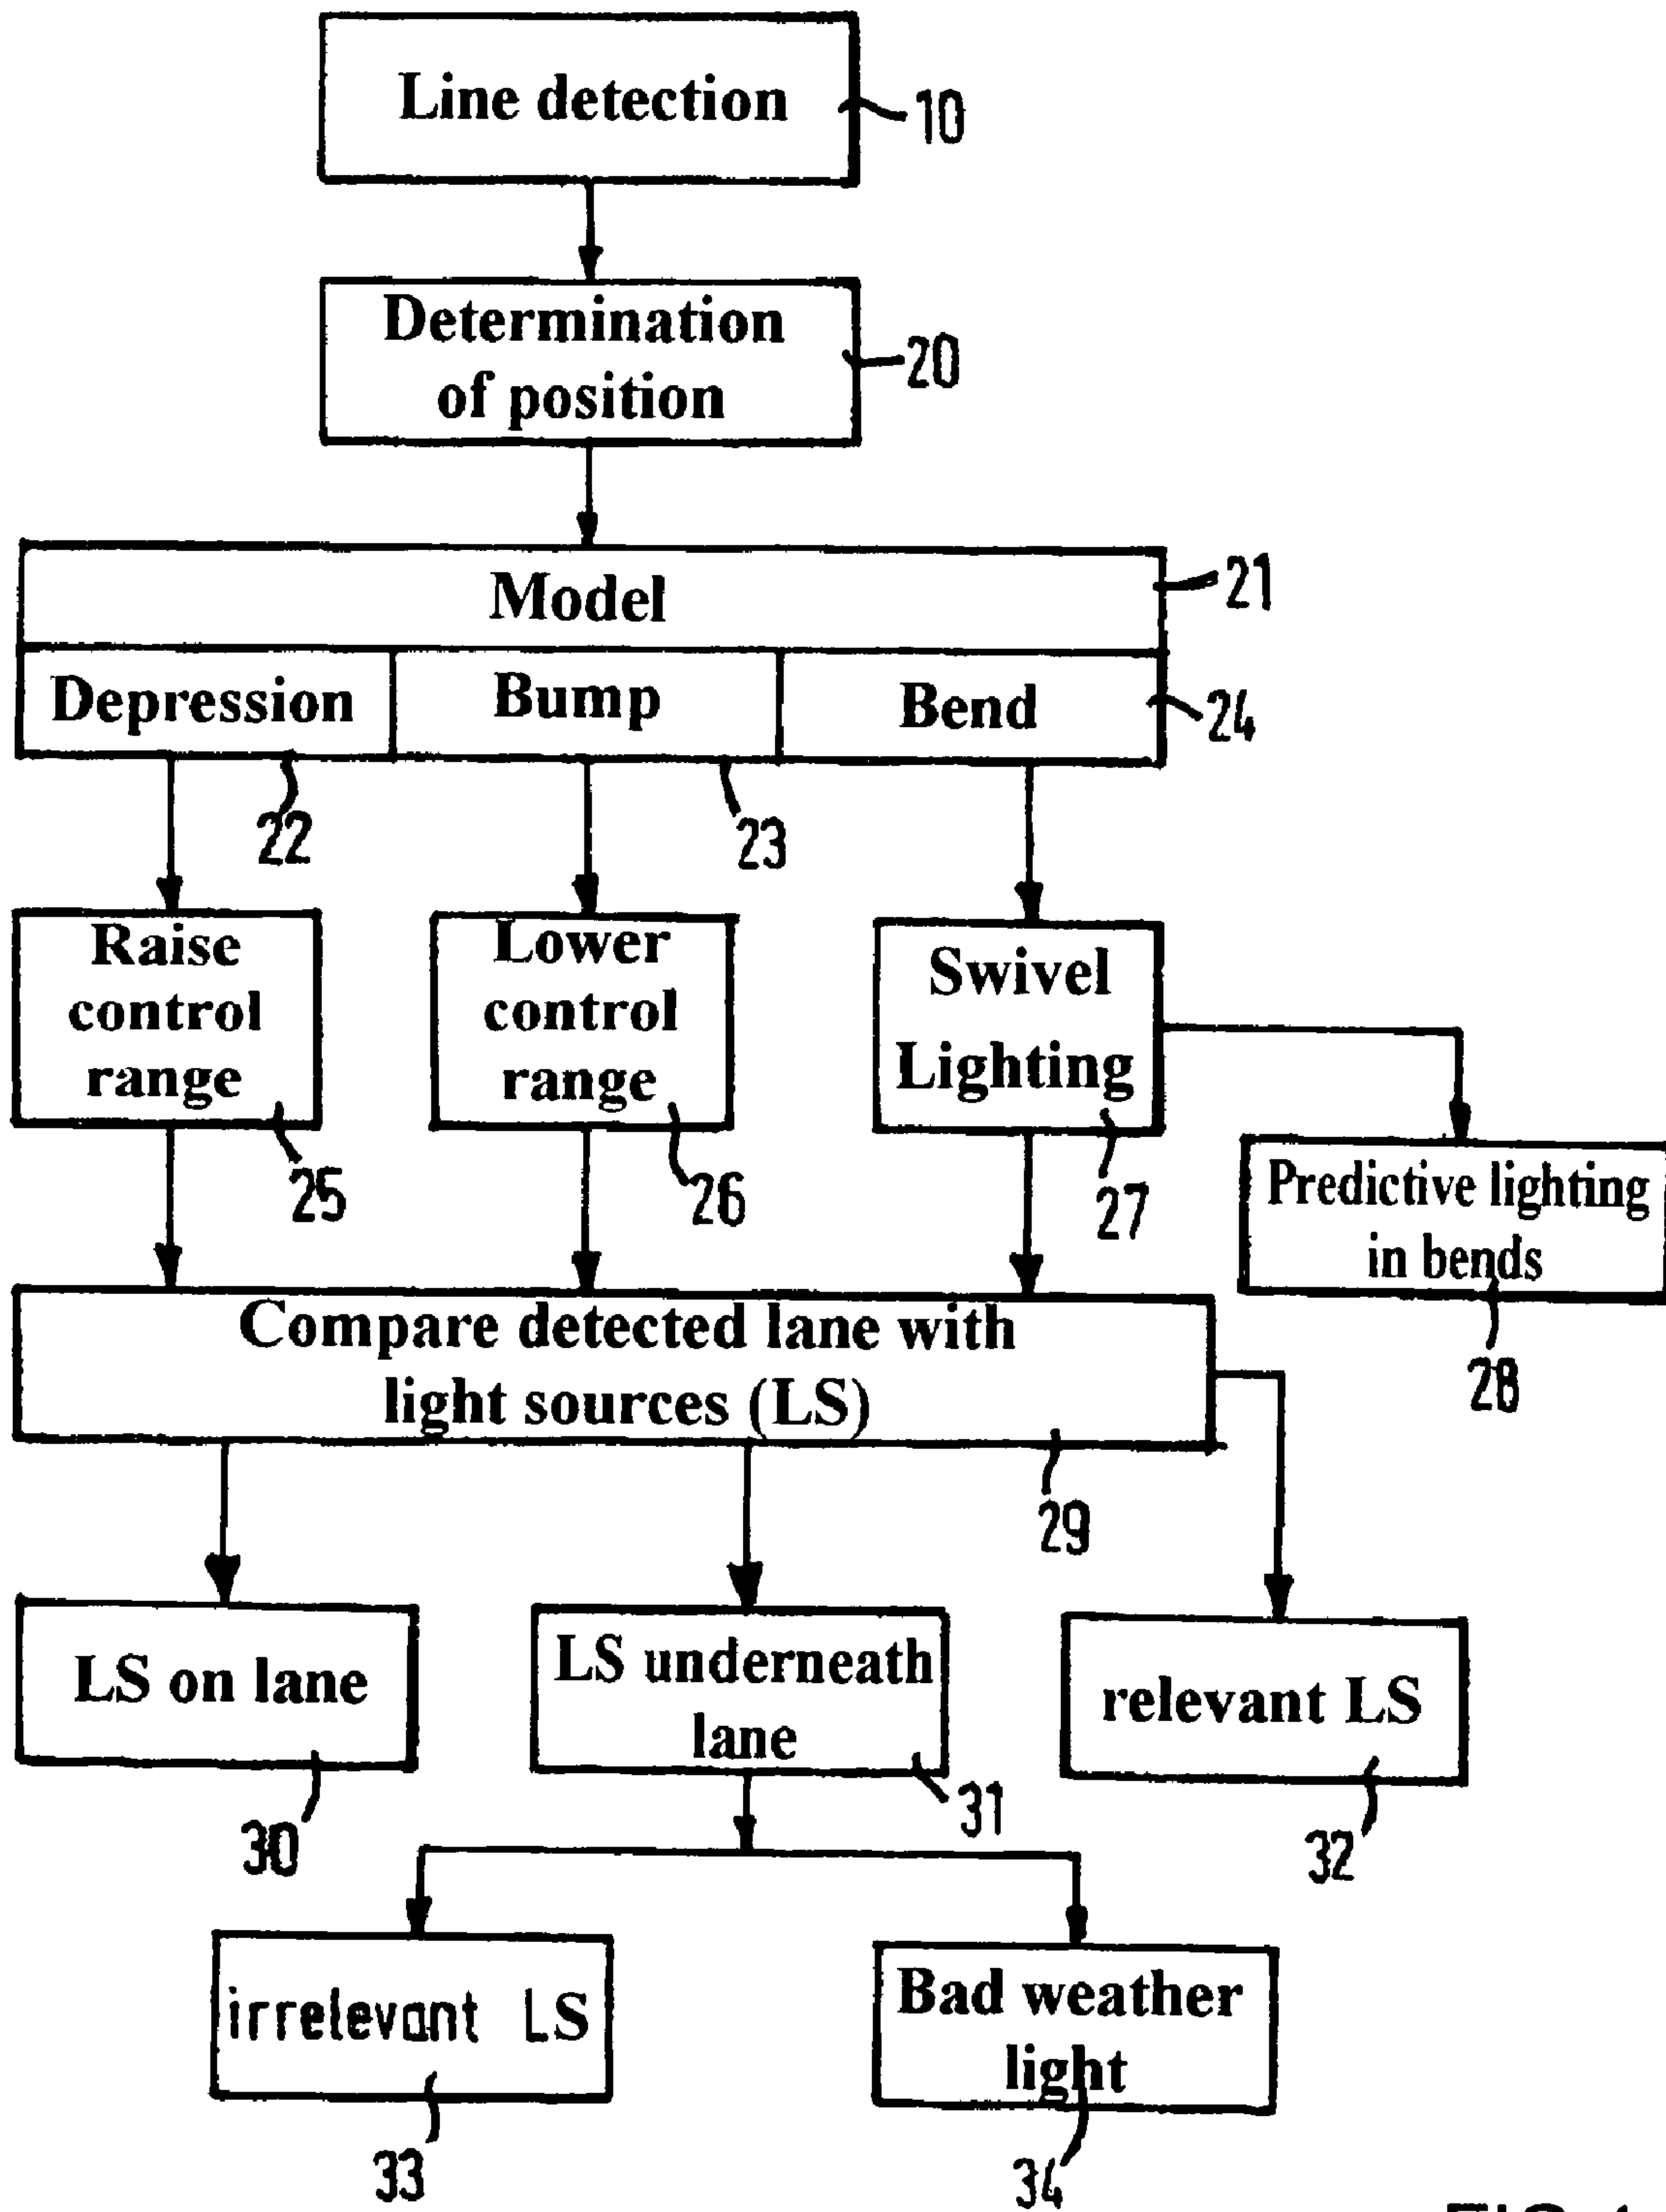 Line detection
10
Determination
of position
20
Model
21
Depression
Bump
Bend
24
22
23
Raise
control
range
25
Lower
control
range
26
Swivel
Lighting
27
Predictive lighting
in bends
28
Compare detected lane with
light sources (LS)
29
LS on lane
30
LS underneath
lane
31
relevant LS
32
irrelevant LS
33
Bad weather
light
34